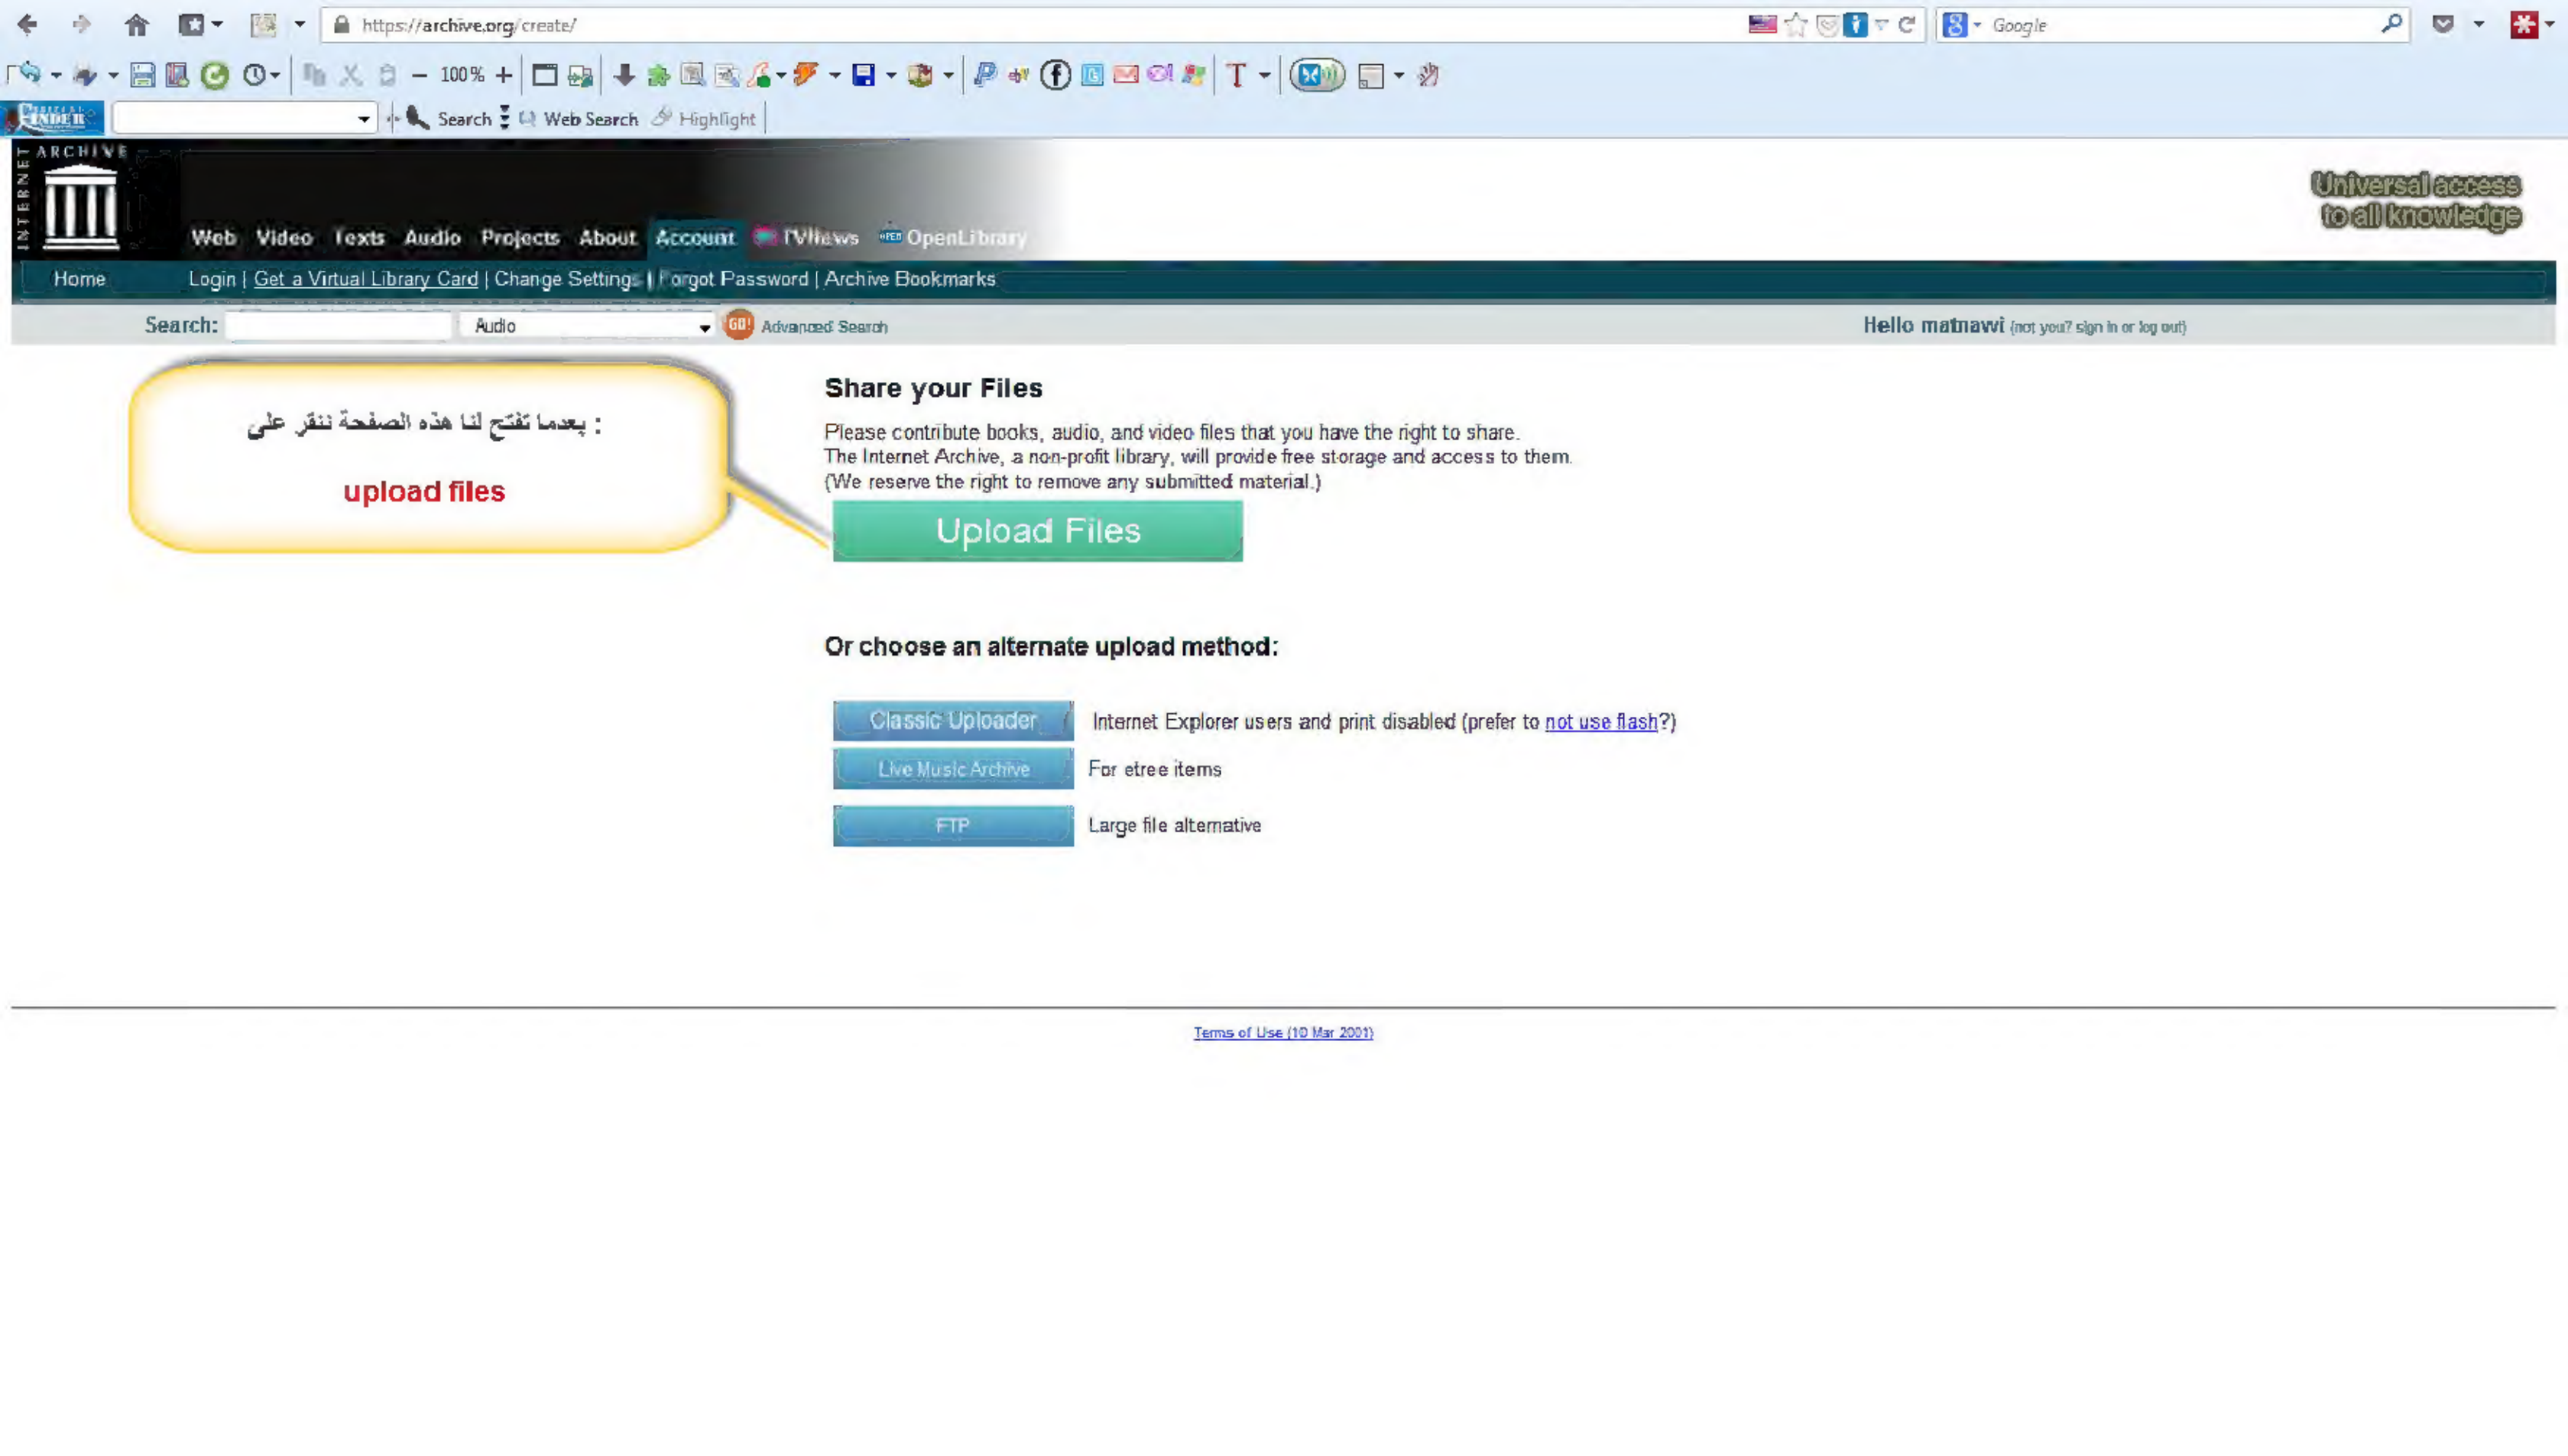 https://archive.org/create/
Google
100%
Search Web Search Highlight
INTERNET ARCHIVE
Universal access
to all knowledge
Web Video Texts Audio Projects About Account TVNews OpenLibrary
Home Login | Get a Virtual Library Card | Change Settings | Forgot Password | Archive Bookmarks
Search: Audio GO! Advanced Search Hello matnawi (not you? sign in or log out)
بعدما تفتح لنا هذه الصفحة ننقر على :
upload files
Share your Files
Please contribute books, audio, and video files that you have the right to share.
The Internet Archive, a non-profit library, will provide free storage and access to them.
(We reserve the right to remove any submitted material.)
Upload Files
Or choose an alternate upload method:
Classic Uploader Internet Explorer users and print disabled (prefer to not use flash?)
Live Music Archive For etree items
FTP Large file alternative
Terms of Use (10 Mar 2001)